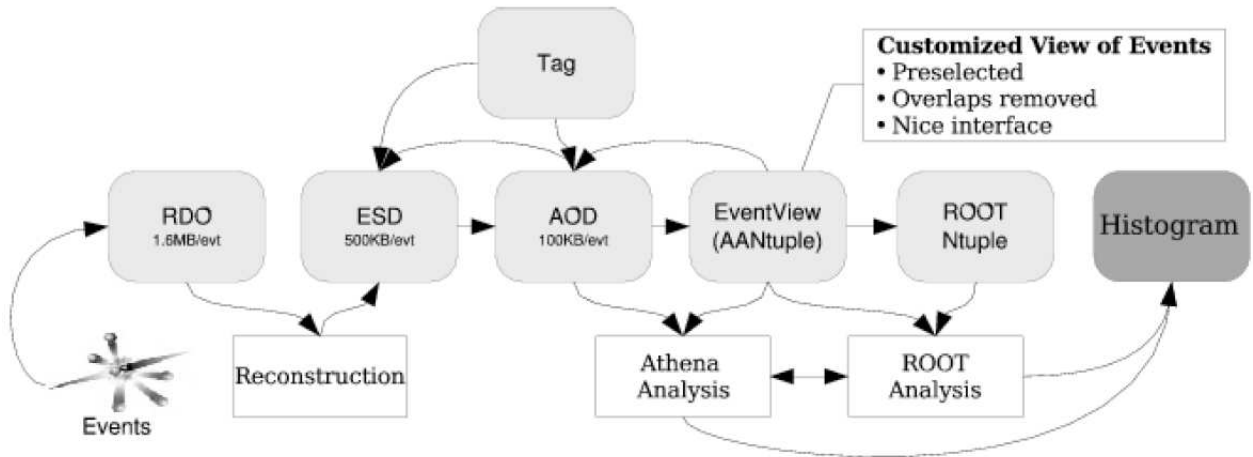 Tag
Customized View of Events
• Preselected
• Overlaps removed
• Nice interface
RDO
1.6MB/evt
ESD
500KB/evt
AOD
100KB/evt
EventView
(AANtuple)
ROOT
Ntuple
Histogram
Reconstruction
Athena
Analysis
ROOT
Analysis
Events